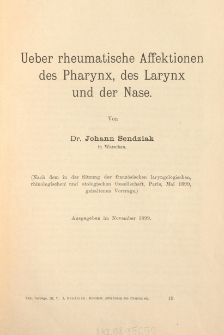 Ueber rheumatische Affektionen
des Pharynx, des Larynx
und der Nase.
Von
Dr. Johann Sendziak
in Warschau.
(Nach dem in der Sitzung der französischen laryngologischen,
rhinologischen und otologischen Gesellschaft, Paris, Mai 1899,
gehaltenen Vortrage.)
Ausgegeben im November 1899.